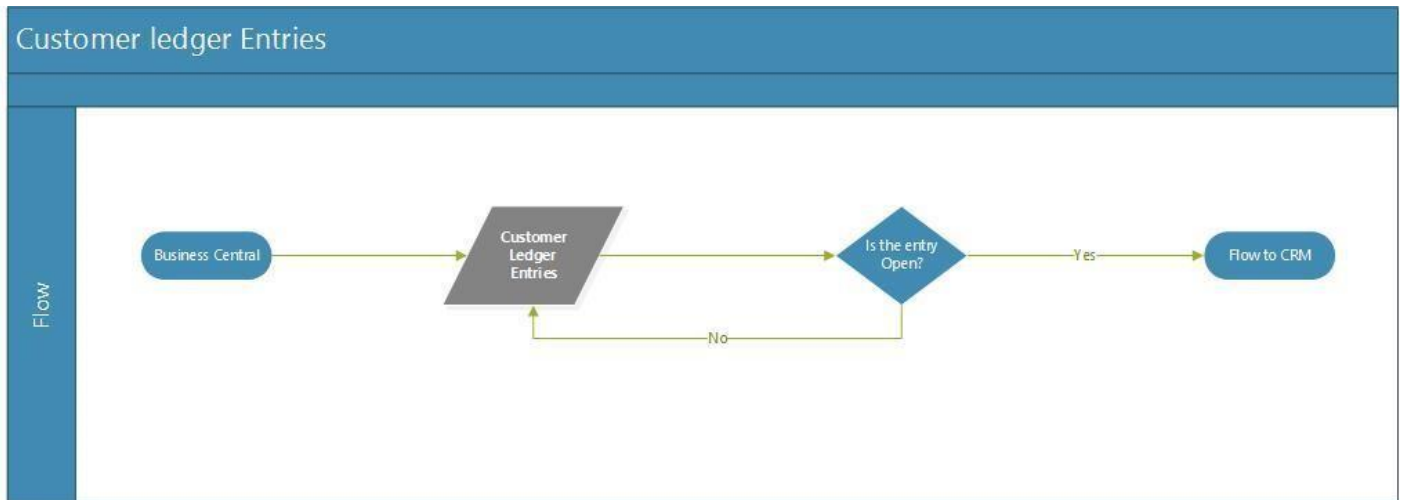 Customer ledger Entries
Flow
Business Central
Customer
Ledger
Entries
Is the entry
Open?
Yes
Flow to CRM
No